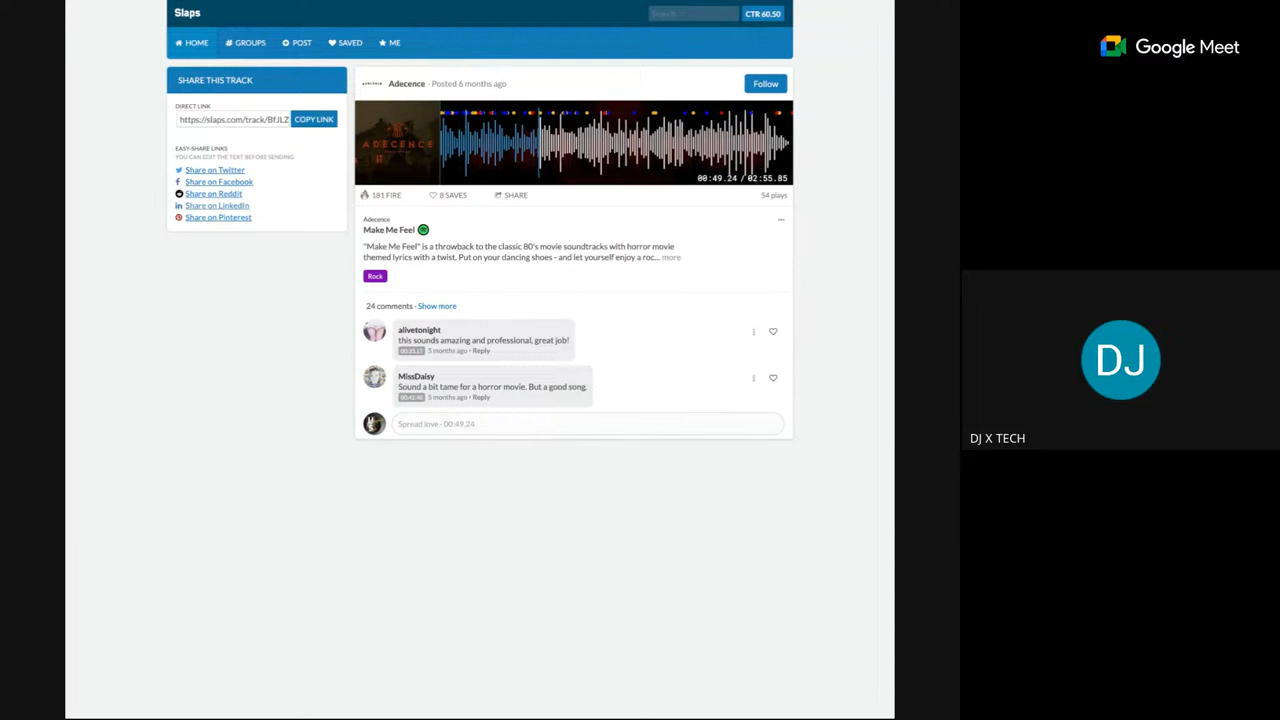 Slaps
Search...
CTR 60.50
HOME
GROUPS
POST
SAVED
ME
SHARE THIS TRACK
DIRECT LINK
https://slaps.com/track/BfJLZ
COPY LINK
EASY-SHARE LINKS
YOU CAN EDIT THE TEXT BEFORE SENDING
Share on Twitter
Share on Facebook
Share on Reddit
Share on LinkedIn
Share on Pinterest
Adecence · Posted 6 months ago
Follow
ADECENCE
00:49.24 / 02:55.85
181 FIRE
8 SAVES
SHARE
54 plays
Adecence
Make Me Feel
"Make Me Feel" is a throwback to the classic 80's movie soundtracks with horror movie
themed lyrics with a twist. Put on your dancing shoes - and let yourself enjoy a roc... more
Rock
24 comments · Show more
alivetonight
this sounds amazing and professional, great job!
5 months ago • Reply
MissDaisy
Sound a bit tame for a horror movie. But a good song.
5 months ago • Reply
Spread love - 00:49.24
Google Meet
DJ
DJ X TECH